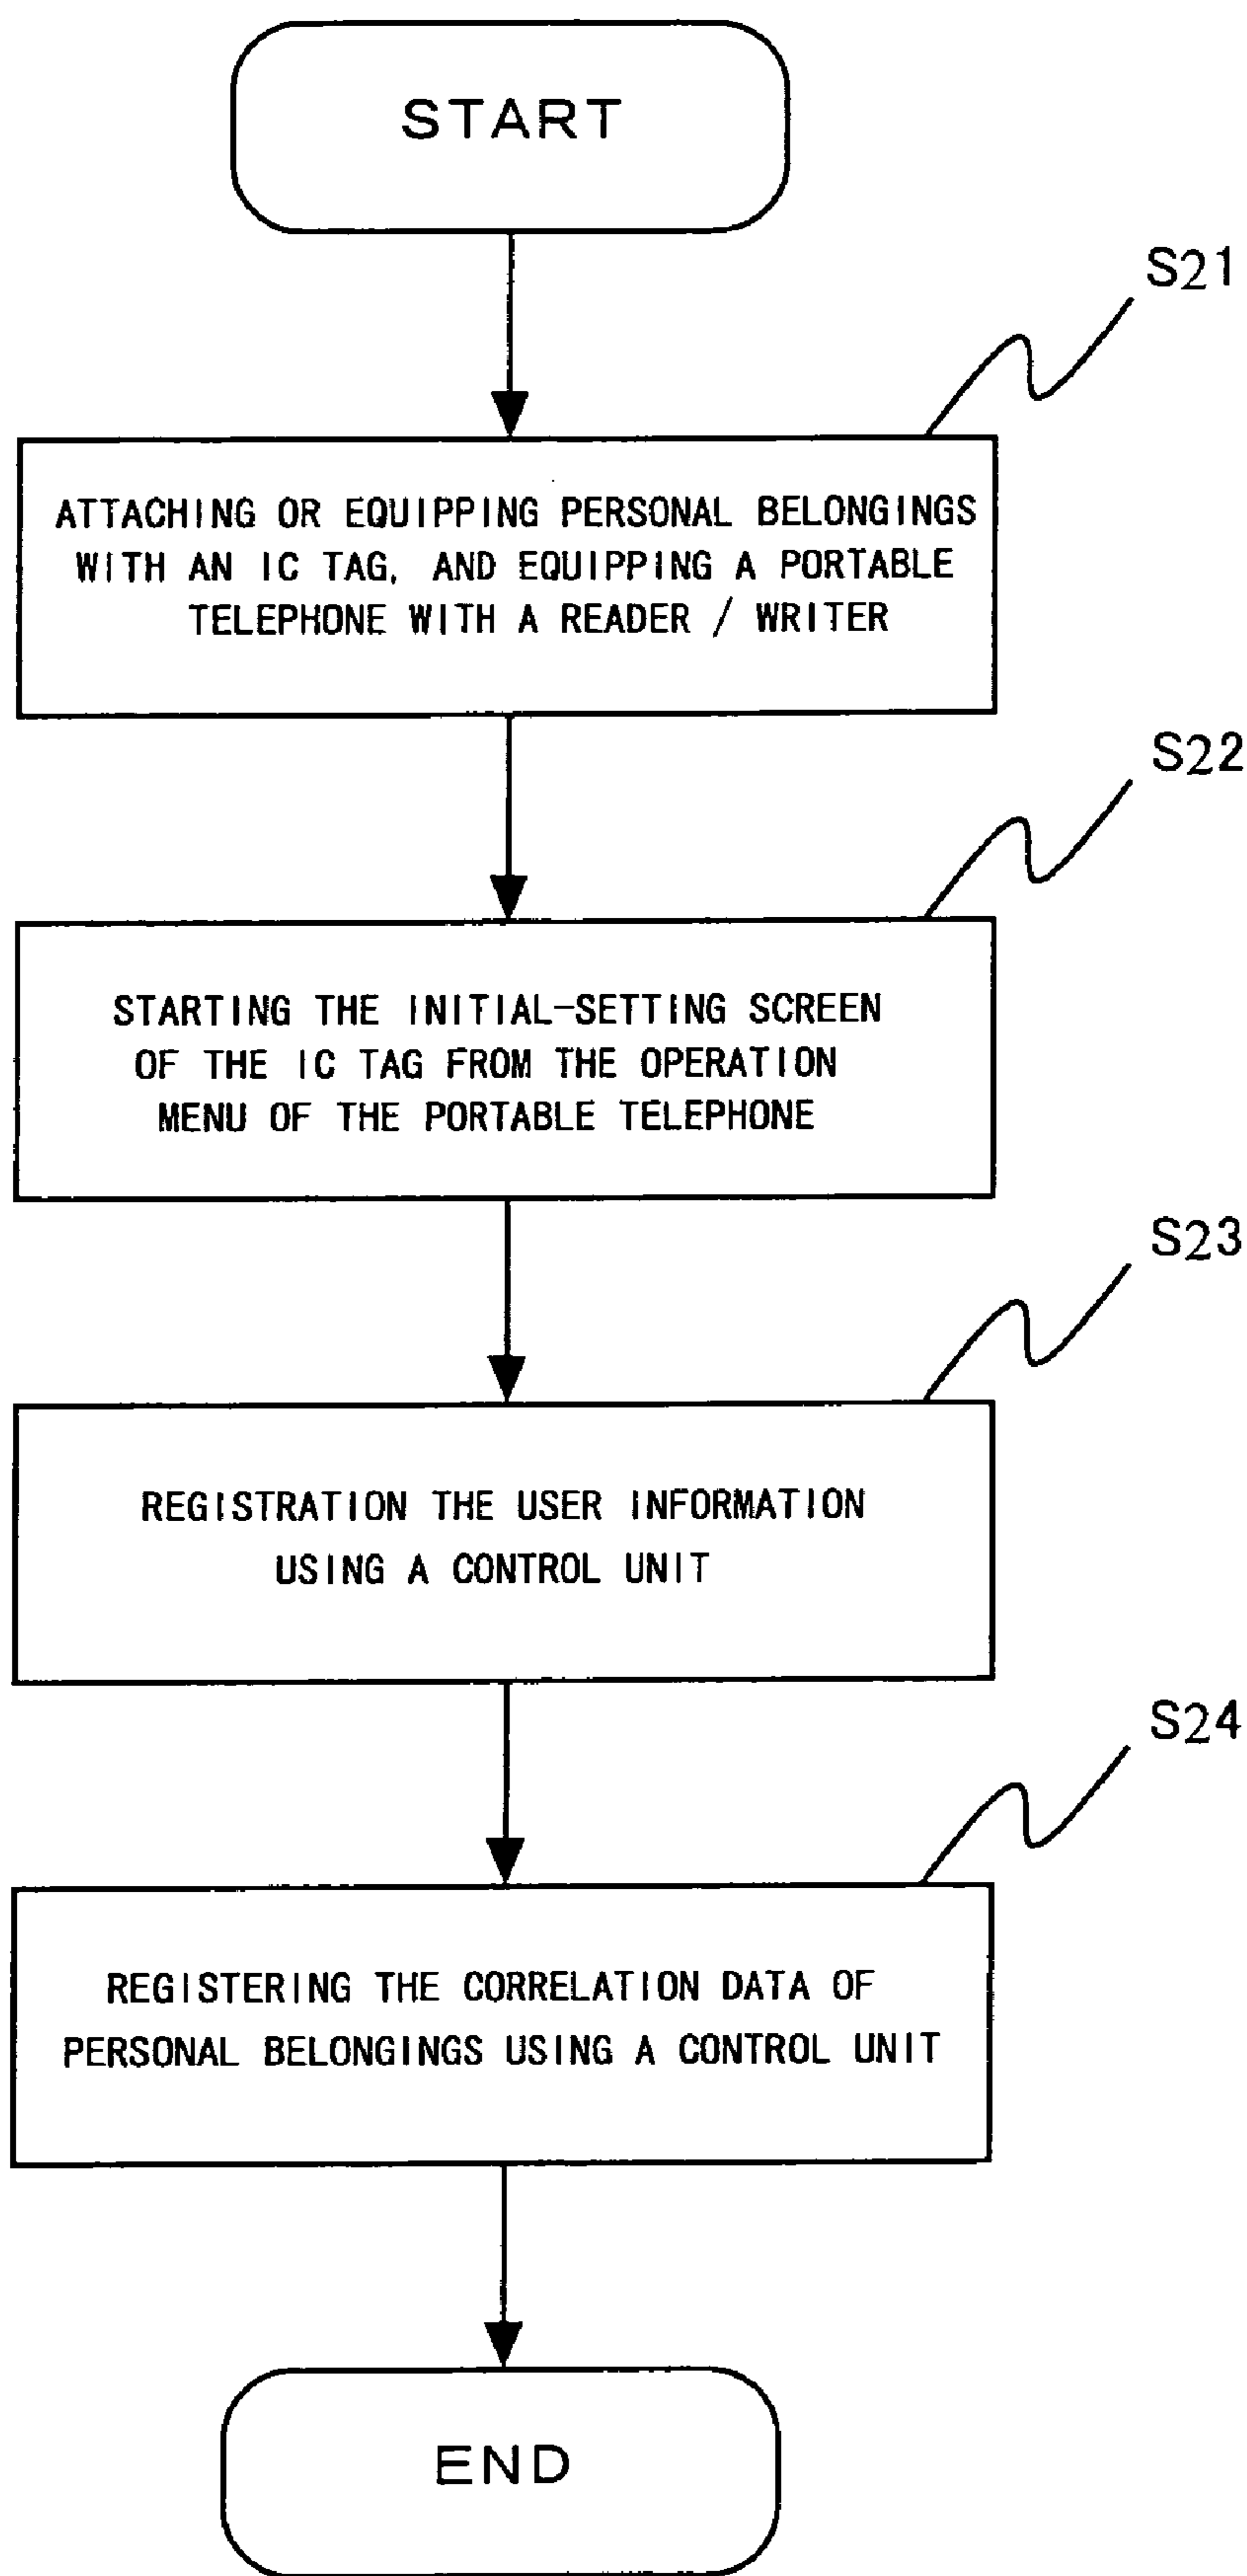 START
S21
ATTACHING OR EQUIPPING PERSONAL BELONGINGS
WITH AN IC TAG, AND EQUIPPING A PORTABLE
TELEPHONE WITH A READER / WRITER
S22
STARTING THE INITIAL-SETTING SCREEN
OF THE IC TAG FROM THE OPERATION
MENU OF THE PORTABLE TELEPHONE
S23
REGISTRATION THE USER INFORMATION
USING A CONTROL UNIT
S24
REGISTERING THE CORRELATION DATA OF
PERSONAL BELONGINGS USING A CONTROL UNIT
END